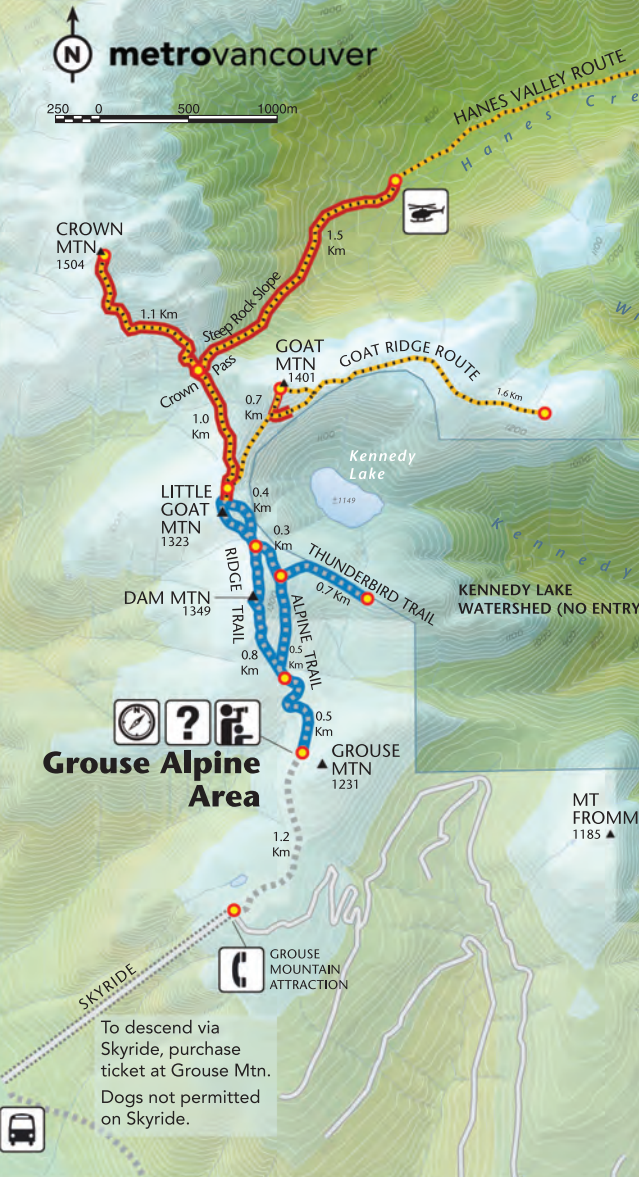 N
metrovancouver
250 0 500 1000m
HANES VALLEY ROUTE
Hanes Cre
CROWN
MTN
1504
1.5
Km
1.1 Km
Steep Rock Slope
Crown Pass
GOAT
MTN
1401
GOAT RIDGE ROUTE
1.6 Km
0.7
Km
1.0
Km
1200
1100
Kennedy
Lake
±1149
LITTLE
GOAT
MTN
1323
0.4
Km
0.3
Km
Kennedy
THUNDERBIRD TRAIL
0.7 Km
RIDGE TRAIL
DAM MTN
1349
ALPINE TRAIL
KENNEDY LAKE
WATERSHED (NO ENTRY
0.8
Km
0.5
Km
?
0.5
Km
Grouse Alpine
Area
GROUSE
MTN
1231
MT
FROMM
1185
1.2
Km
SKYRIDE
GROUSE
MOUNTAIN
ATTRACTION
To descend via
Skyride, purchase
ticket at Grouse Mtn.
Dogs not permitted
on Skyride.